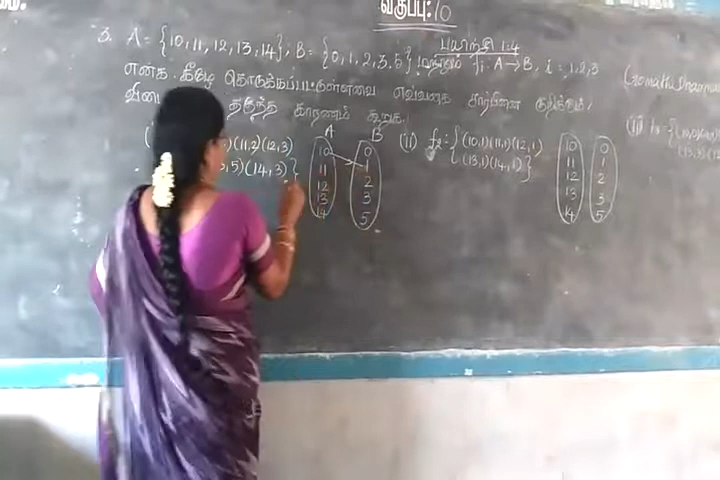 வகுப்பு: 10
பயிற்சி 1.4
3. A = {10, 11, 12, 13, 14}; B = {0, 1, 2, 3, 5} மற்றும் fi : A → B, i = 1, 2, 3
என்க. கீழே கொடுக்கப்பட்டுள்ளவை எவ்வகை சார்பினை குறிக்கும்.
தகுந்த காரணம் கூறுக.
(11,2)(12,3)
5)(14,3)}
A B
10 0
11 1
12 2
13 3
14 5
(ii) f2 = {(10,1)(11,1)(12,1)
(13,1)(14,1)}
10 0
11 1
12 2
13 3
14 5
(iii)